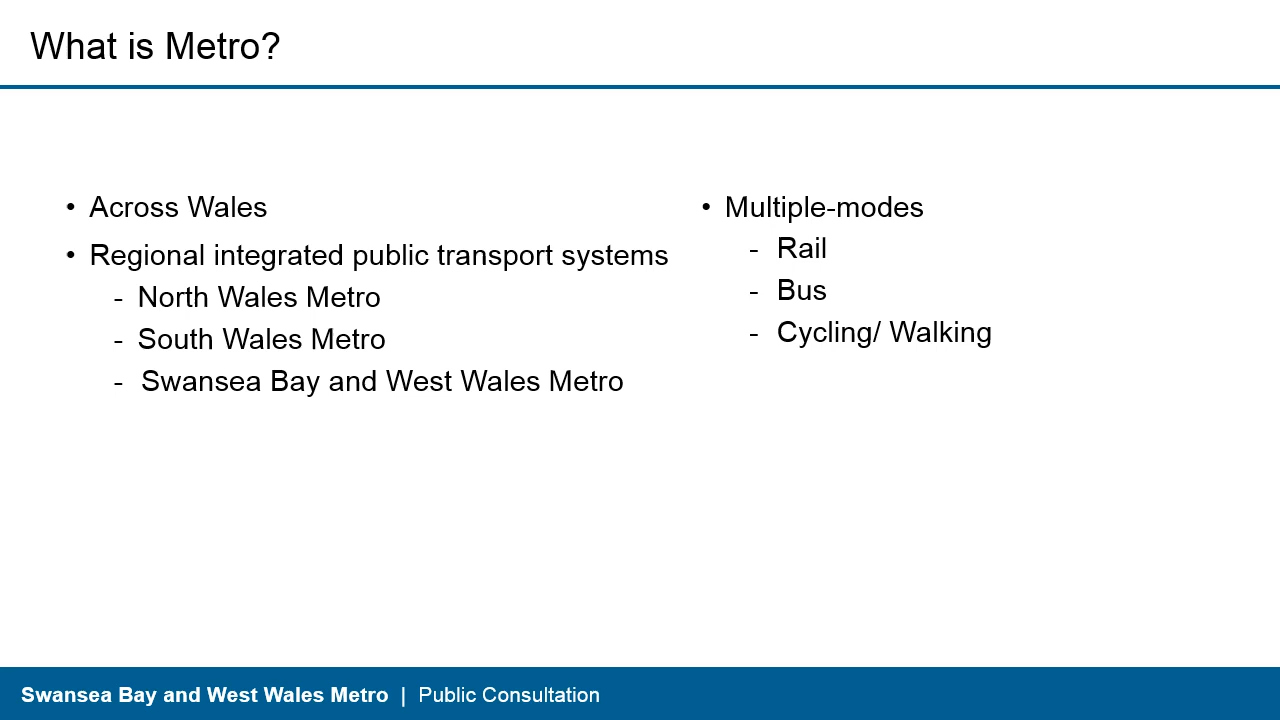 What is Metro?
• Across Wales
• Regional integrated public transport systems
- North Wales Metro
- South Wales Metro
- Swansea Bay and West Wales Metro
• Multiple-modes
- Rail
- Bus
- Cycling/ Walking
Swansea Bay and West Wales Metro | Public Consultation